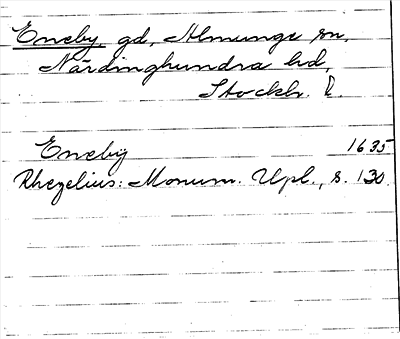 Eneby, gd, Almunge sn,
Närdinghundra hd,
Stockh. l.
Eneby 1635
Rhezelius: Monum. Upl., s. 130.